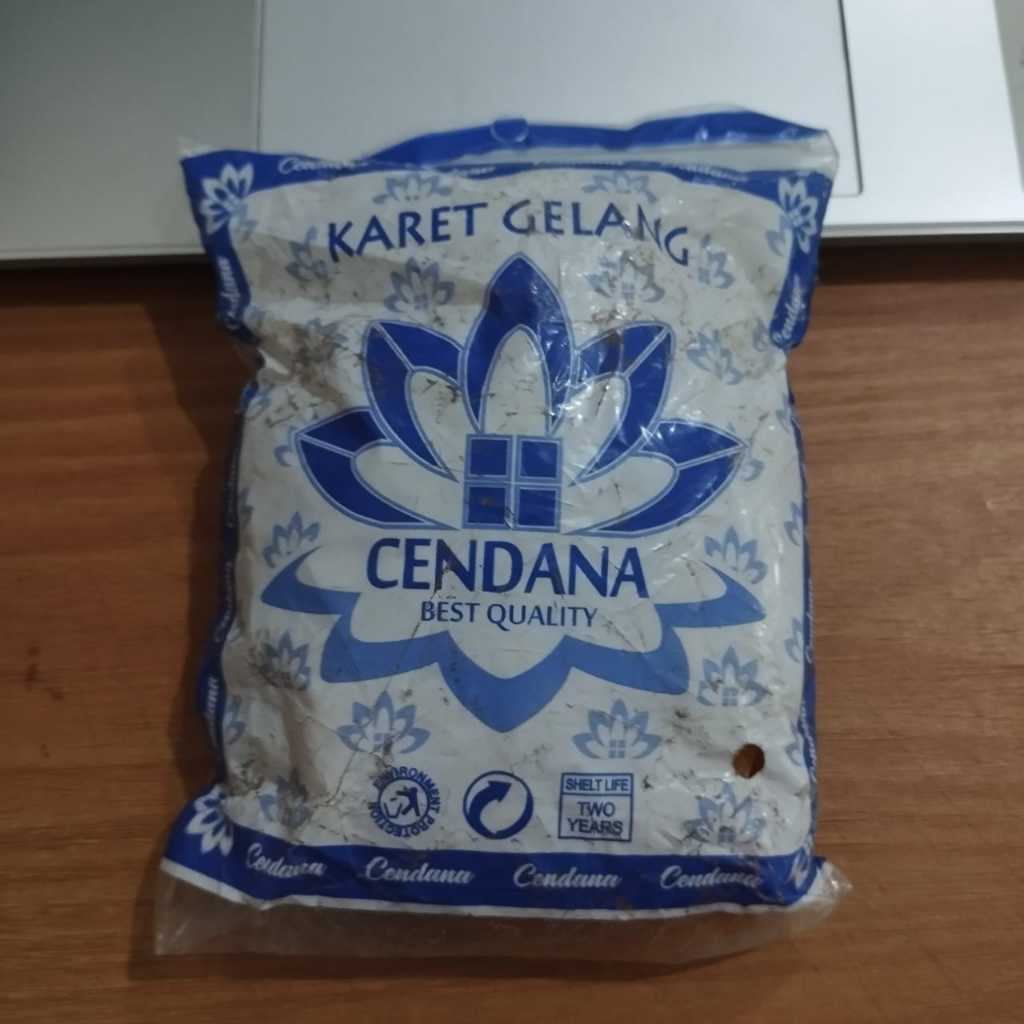 KARET GELANG
CENDANA
BEST QUALITY
ENVIRONMENT PROTECTION
SHELT LIFE
TWO
YEARS
Cendana Cendana Cendana Cendana